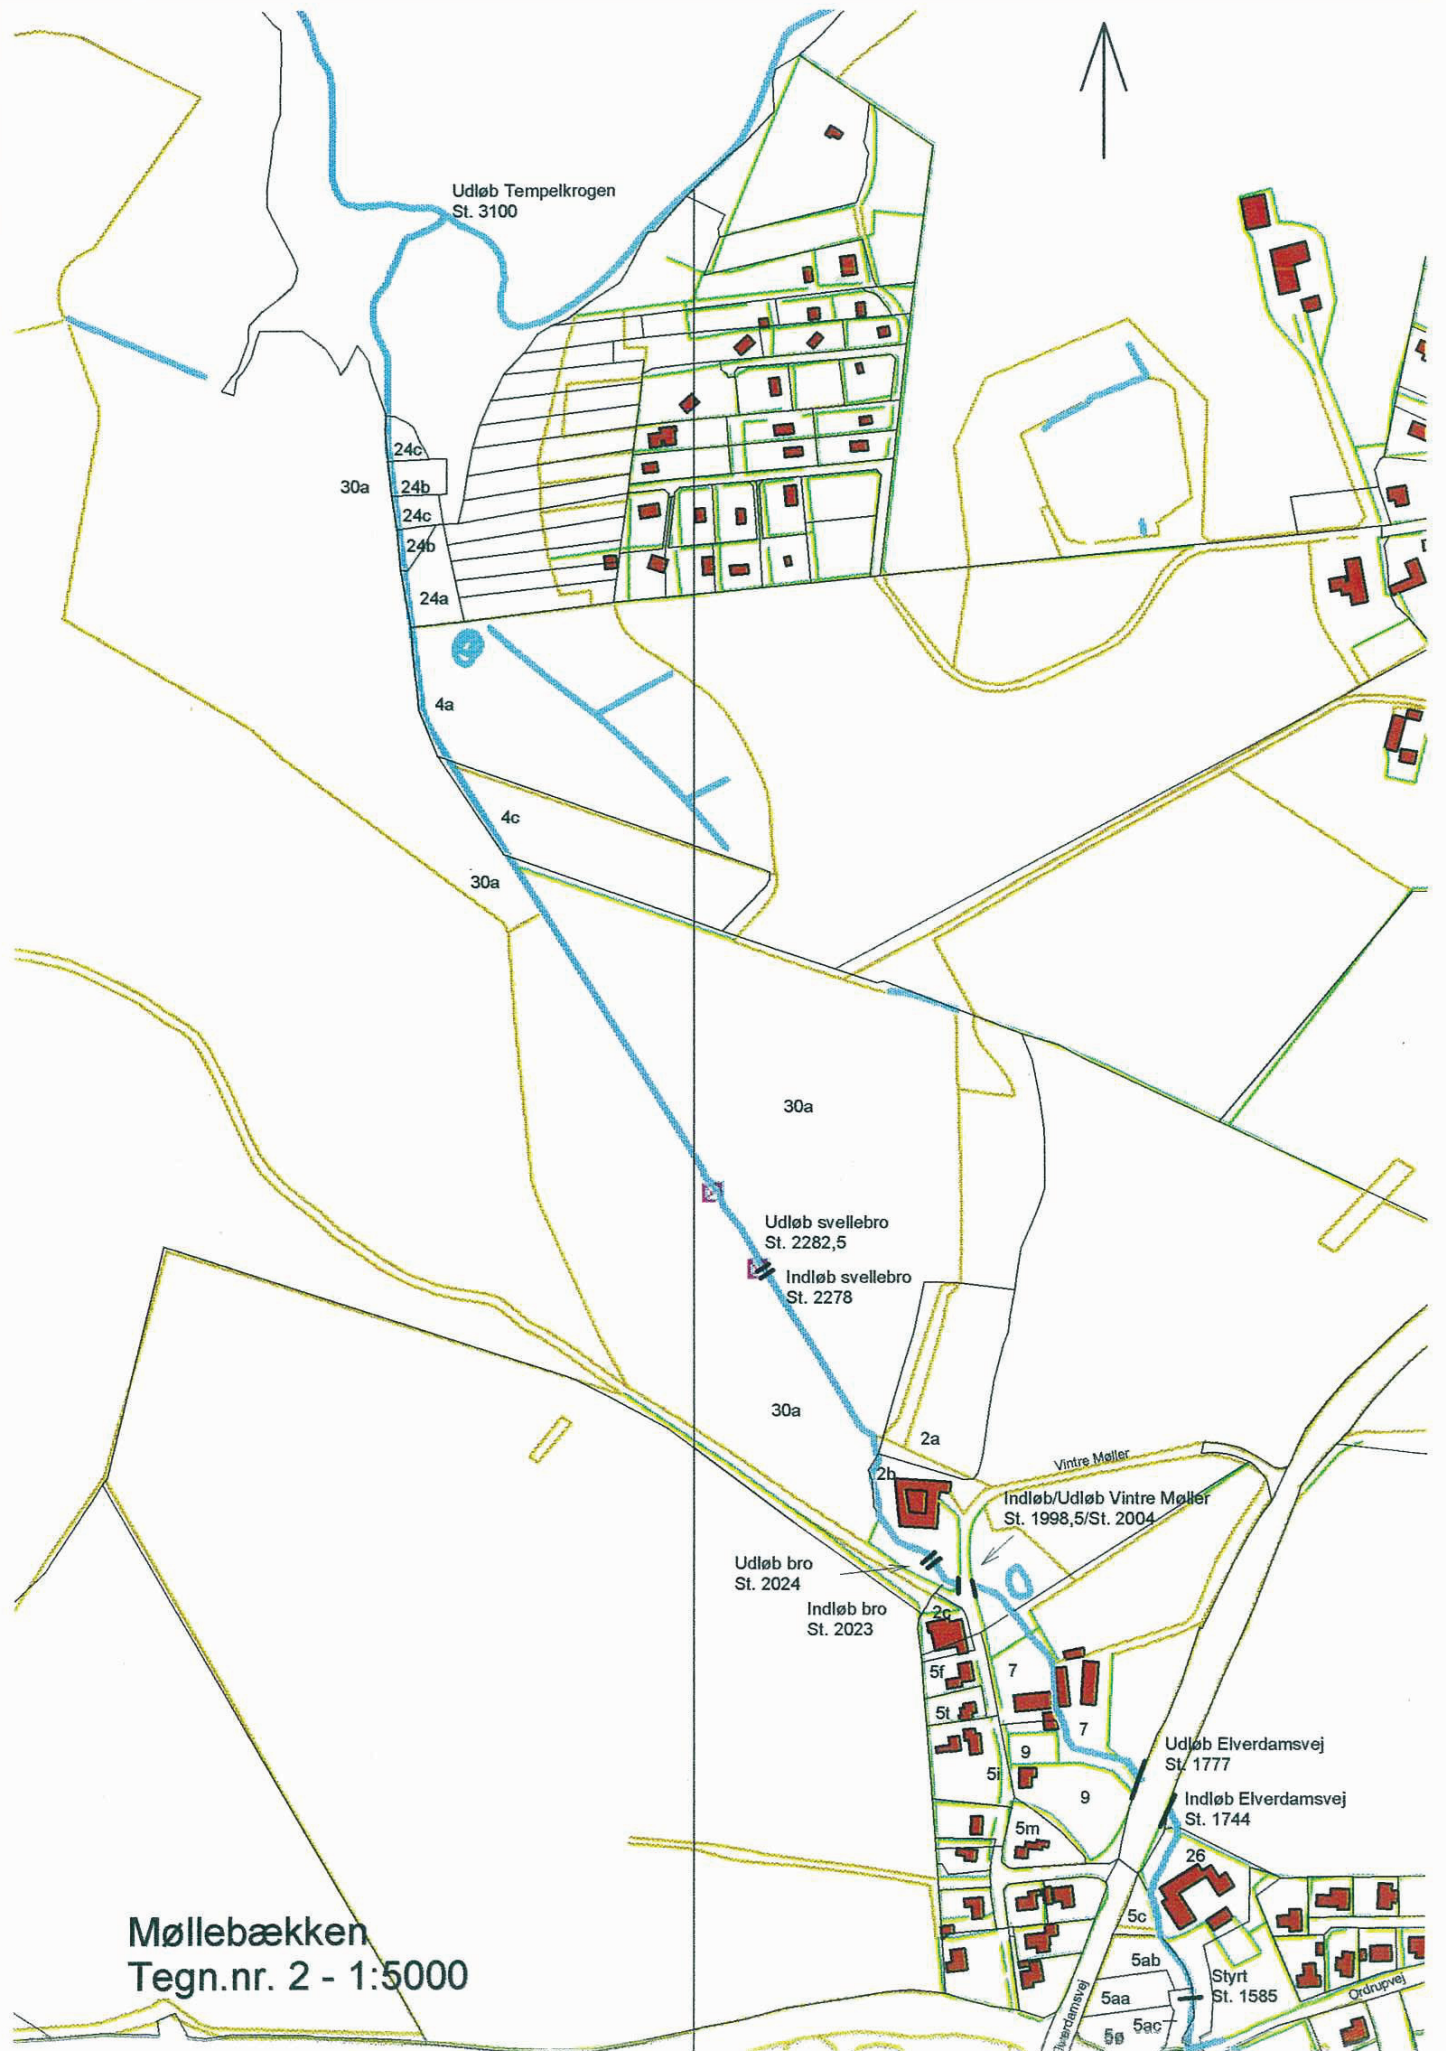 Udløb Tempelkrogen
St. 3100
24c
30a
24b
24c
24b
24a
4a
4c
30a
30a
Udløb svellebro
St. 2282,5
Indløb svellebro
St. 2278
30a
2a
Vintre Møller
2b
Indløb/Udløb Vintre Møller
St. 1998,5/St. 2004
Udløb bro
St. 2024
Indløb bro
St. 2023
2c
5f
7
5t
7
9
Udløb Elverdamsvej
St. 1777
5i
9
Indløb Elverdamsvej
St. 1744
5m
26
5c
Møllebækken
Tegn.nr. 2 - 1:5000
5ab
Styrt
St. 1585
Ordrupvej
5aa
5ac
5ø